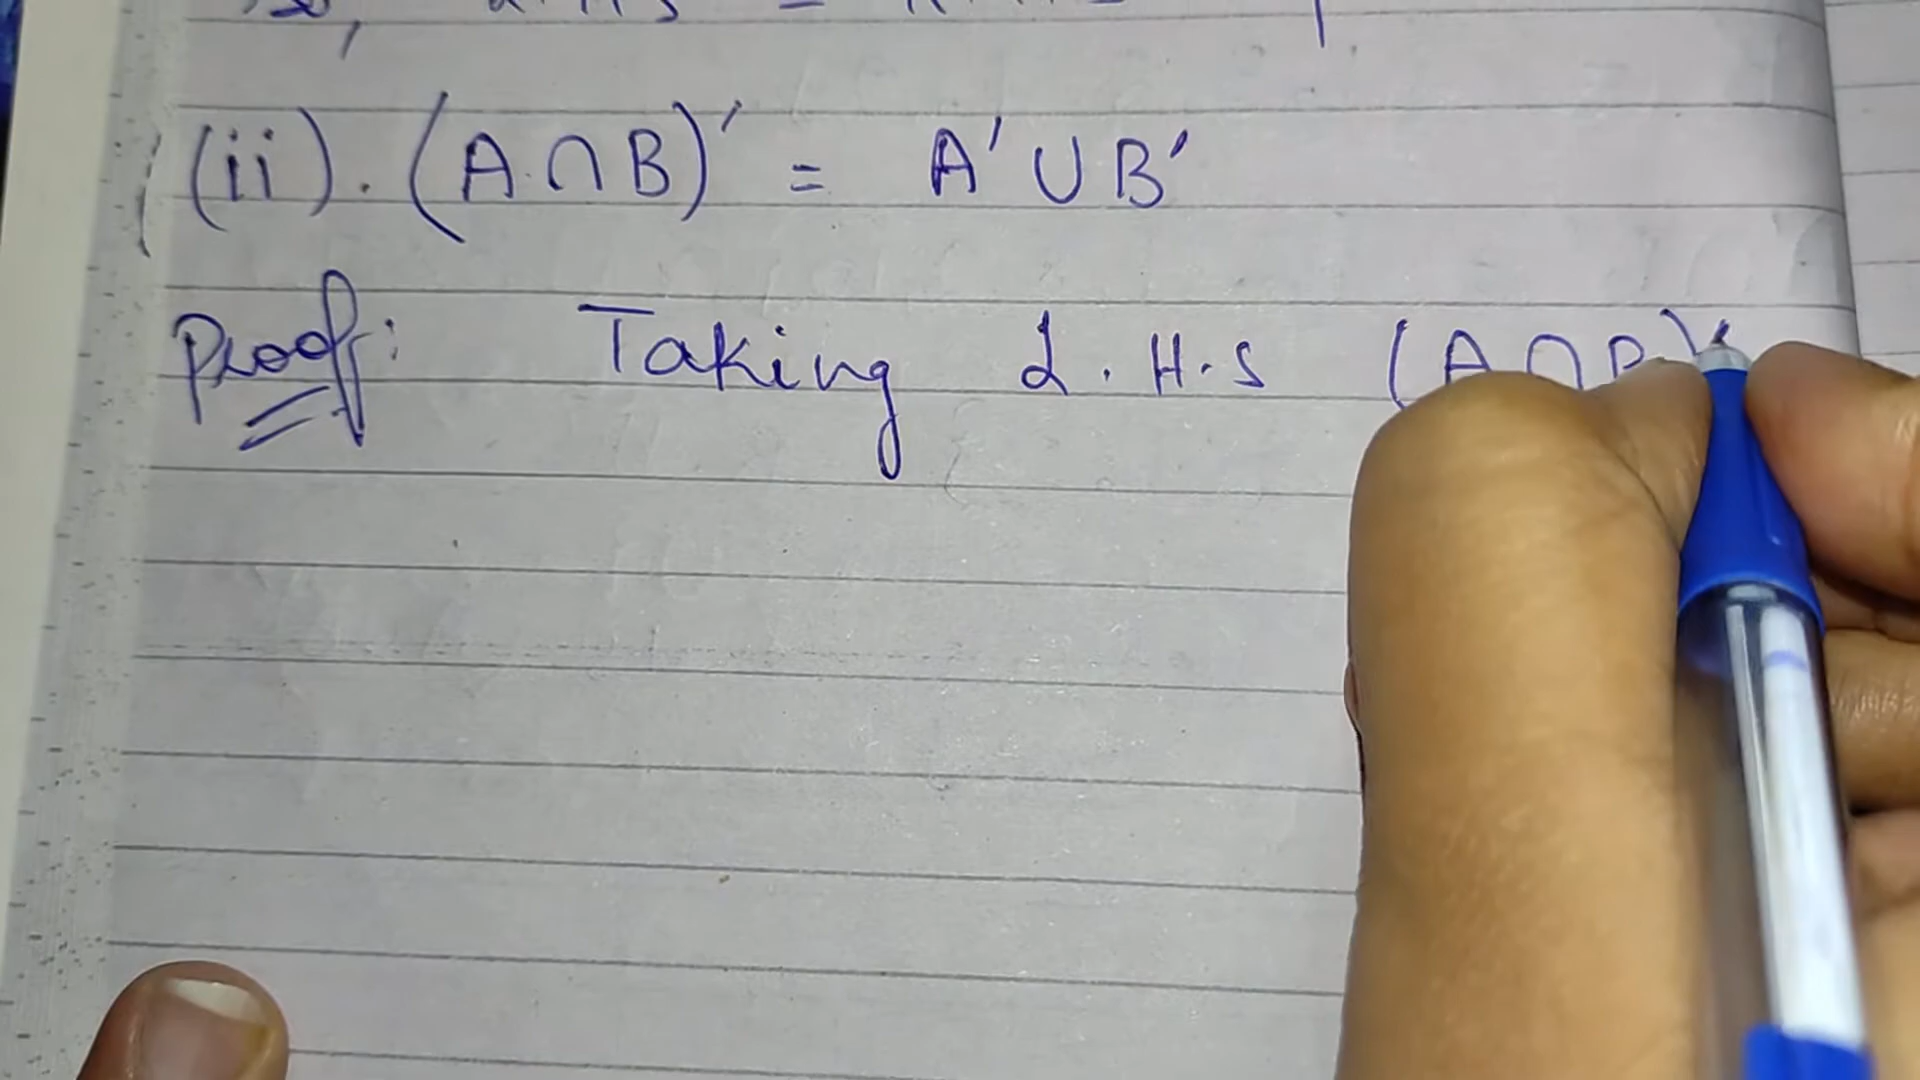 (ii). (A∩B)′ = A′∪B′
Proof: Taking L.H.S (A∩B)′